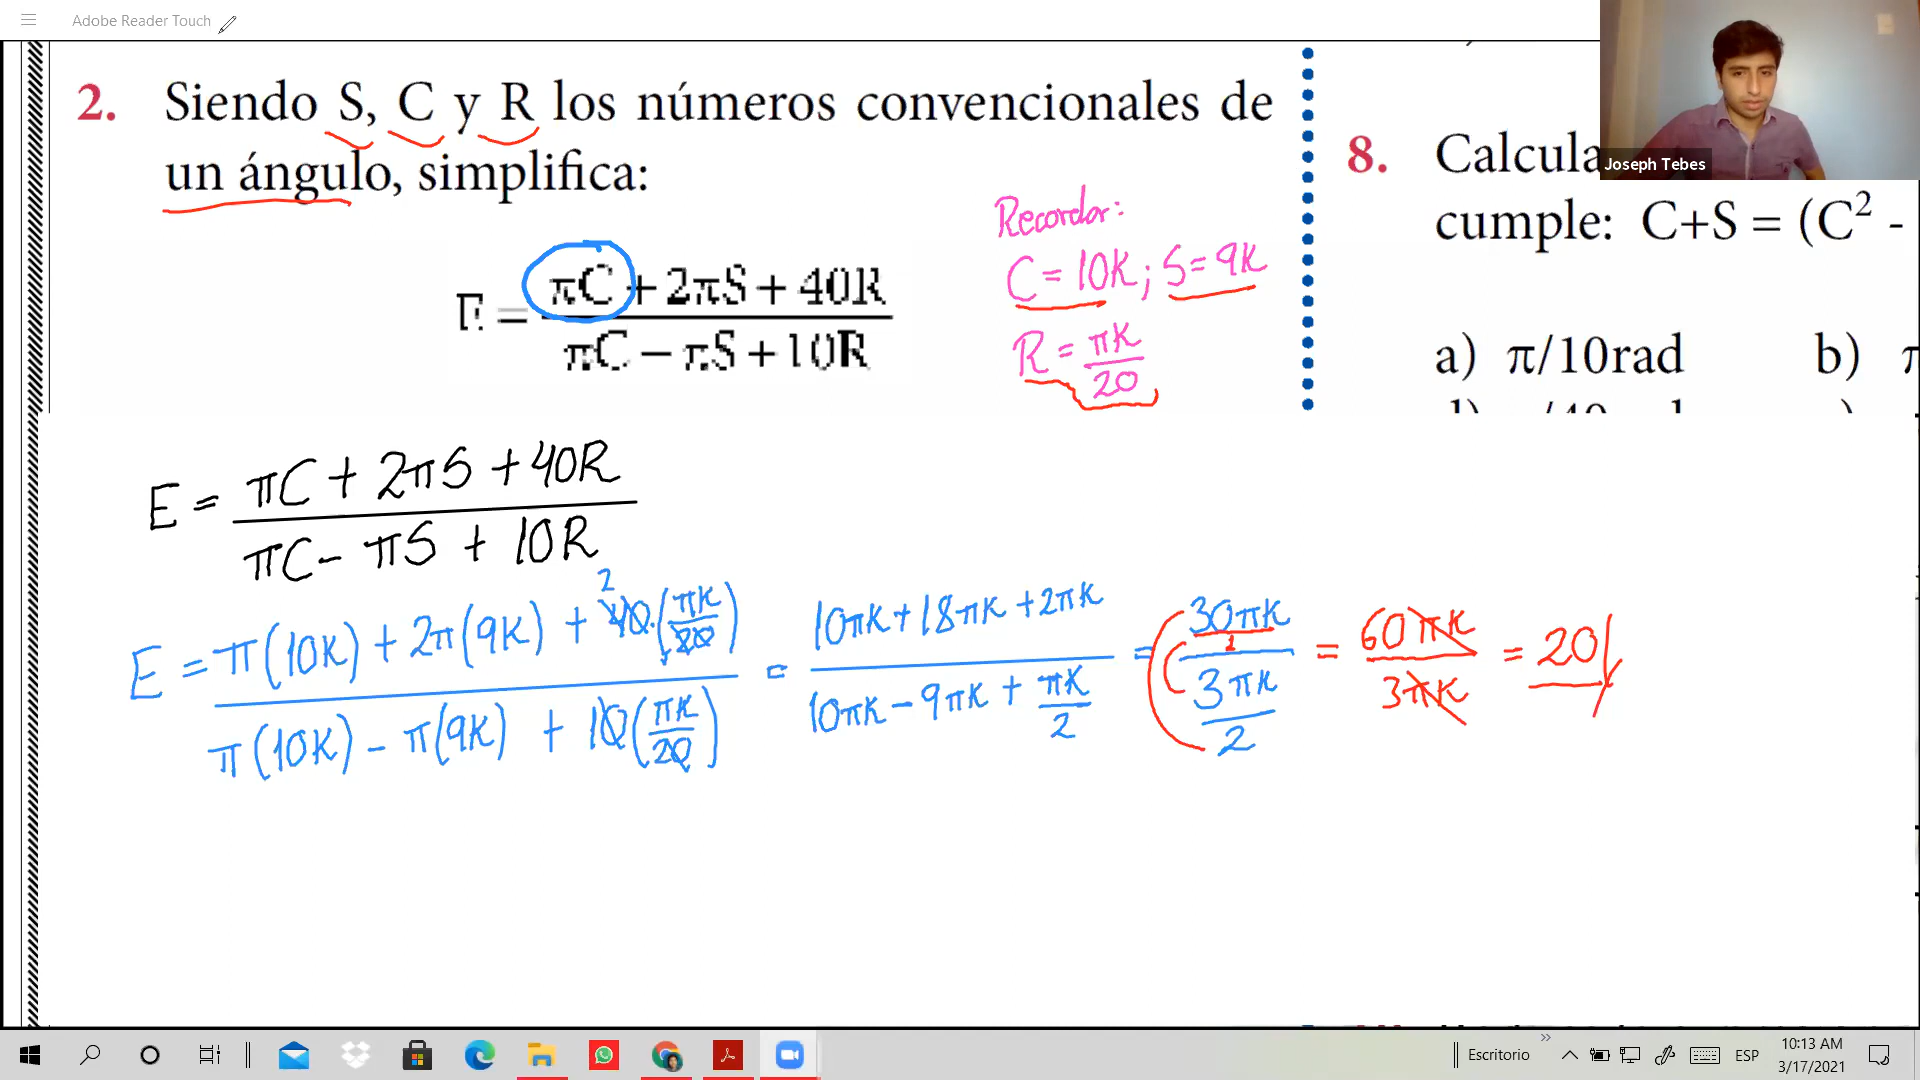 Adobe Reader Touch
2. Siendo S, C y R los números convencionales de
un ángulo, simplifica:
E = πC + 2πS + 40R
πC − πS + 10R
Recordar:
C = 10K ; S = 9K
R = πK
20
8. Calcula
cumple: C+S = (C² -
a) π/10rad b)
Joseph Tebes
E = πC + 2πS + 40R
πC − πS + 10R
E = π(10K) + 2π(9K) + 40.(πK/20) 2
π(10K) − π(9K) + 10(πK/20)
= 10πK + 18πK + 2πK
10πK − 9πK + πK/2
= 30πK
1
3πK
2
= 60πK
3πK
= 20
Escritorio
ESP
10:13 AM
3/17/2021